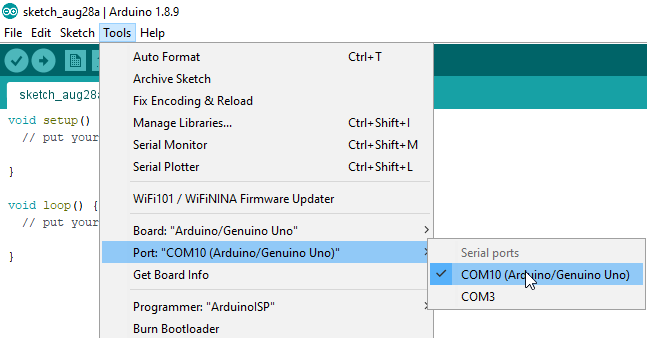 sketch_aug28a | Arduino 1.8.9
File Edit Sketch Tools Help
sketch_aug28a
void setup()
// put your
}
void loop() {
// put your
}
Auto Format Ctrl+T
Archive Sketch
Fix Encoding & Reload
Manage Libraries... Ctrl+Shift+I
Serial Monitor Ctrl+Shift+M
Serial Plotter Ctrl+Shift+L
WiFi101 / WiFiNINA Firmware Updater
Board: "Arduino/Genuino Uno"
Port: "COM10 (Arduino/Genuino Uno)"
Get Board Info
Programmer: "ArduinoISP"
Burn Bootloader
Serial ports
COM10 (Arduino/Genuino Uno)
COM3